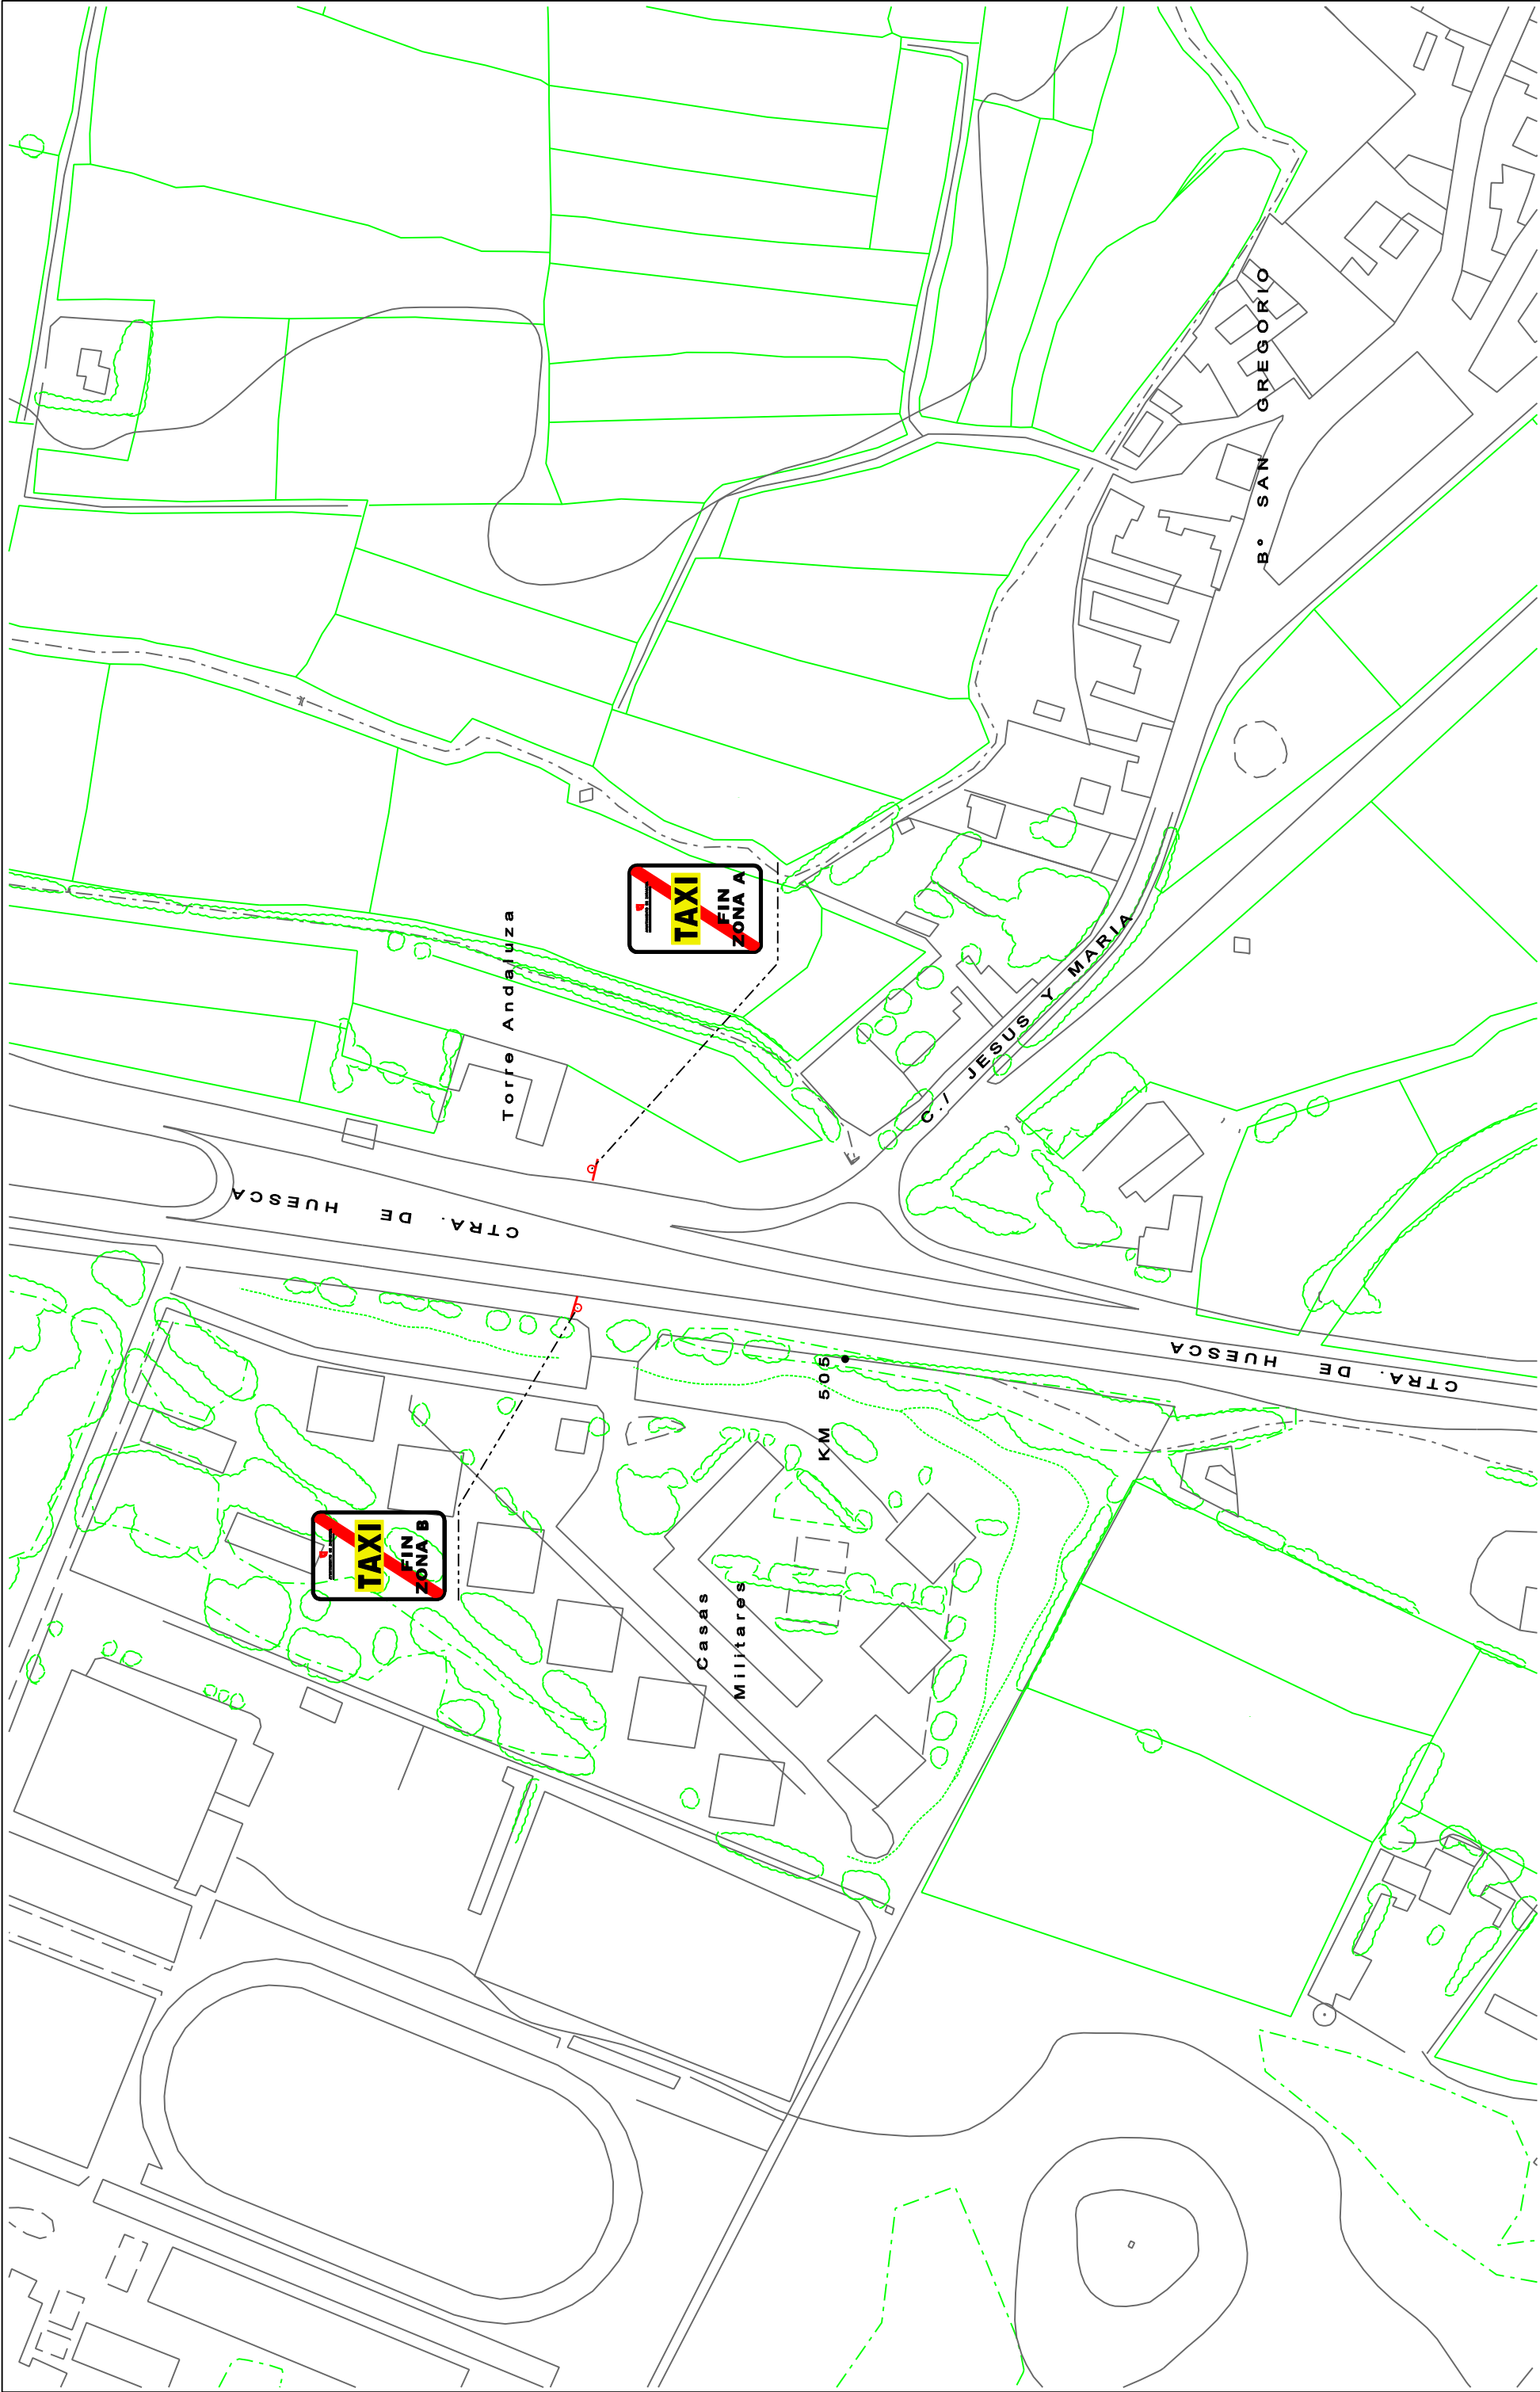 Bº SAN GREGORIO
TAXI
FIN
ZONA A
Torre Andaluza
C./ JESUS Y MARIA
CTRA. DE HUESCA
CTRA. DE HUESCA
KM 505
TAXI
FIN
ZONA B
Casas
Militares